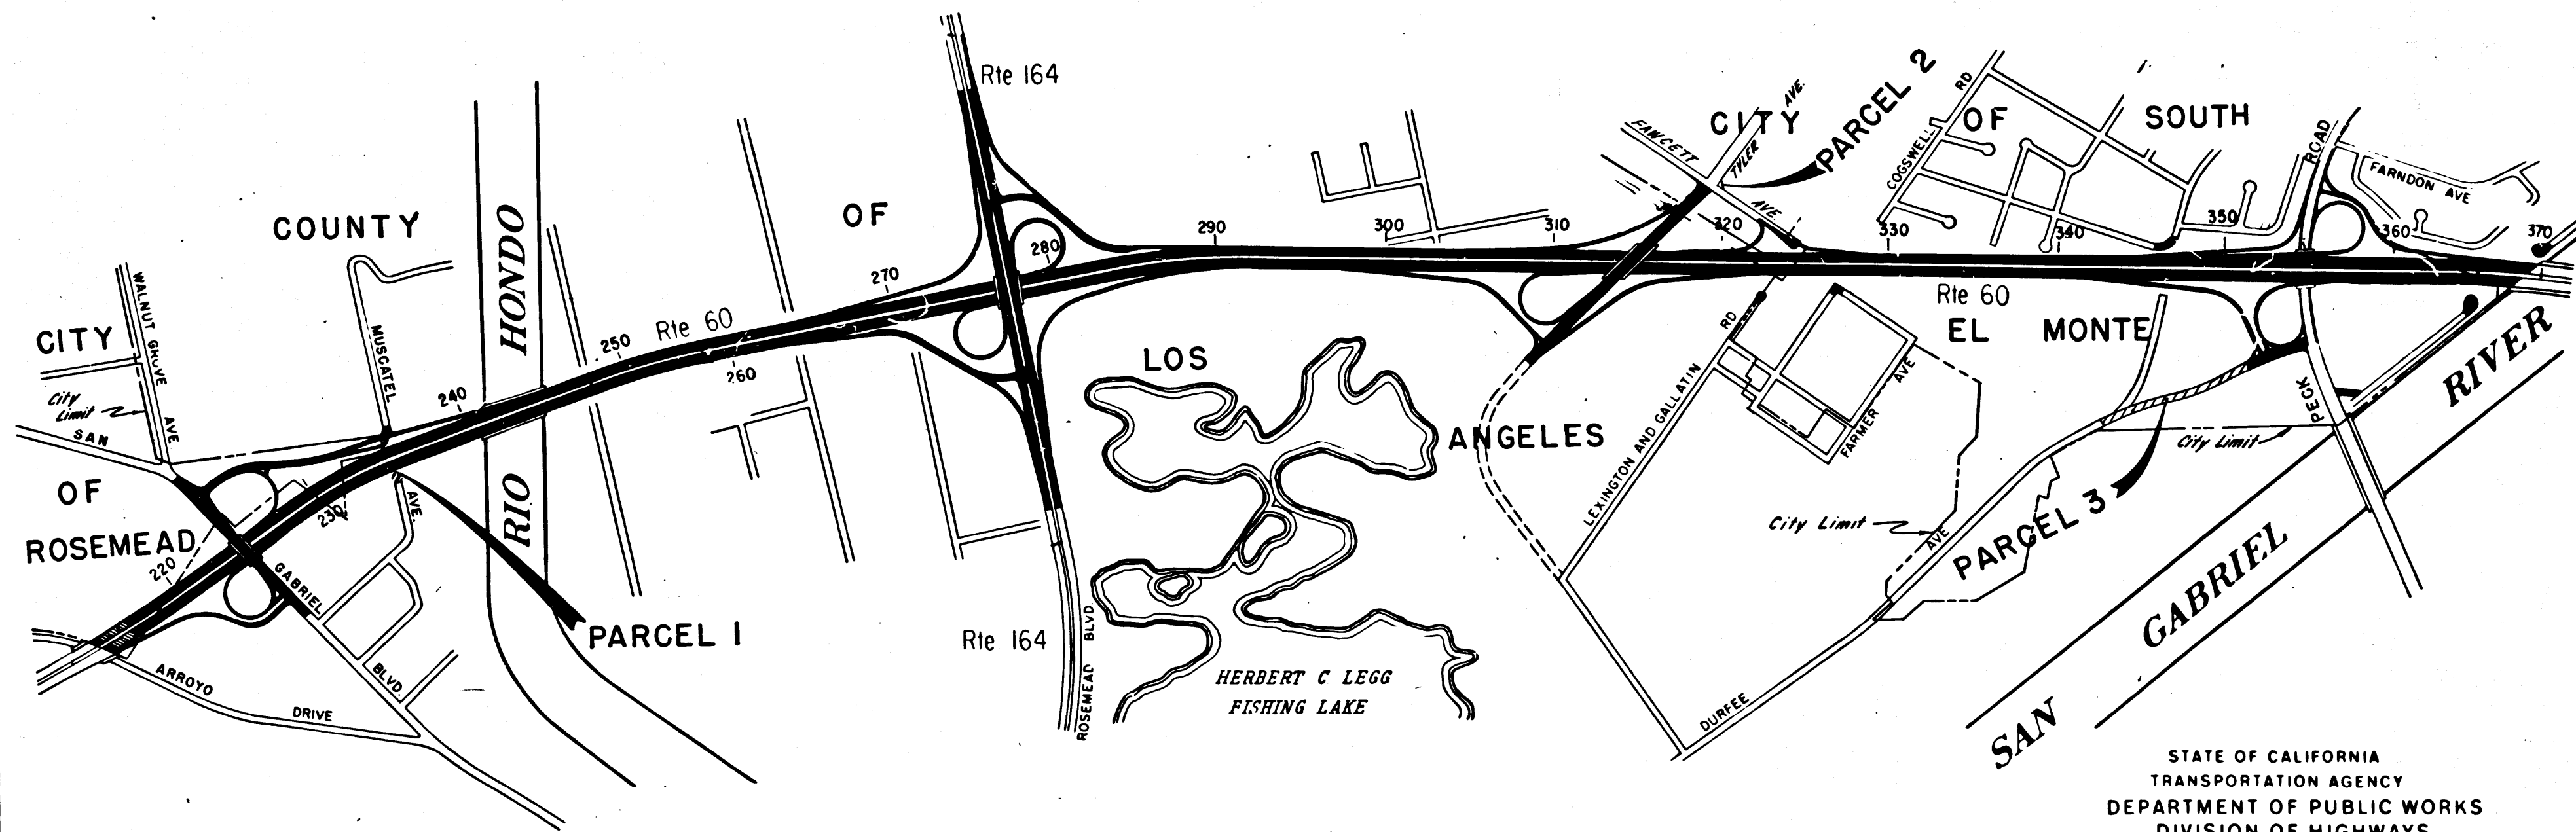 Rte 164
CITY OF SOUTH
AVE.
PARCEL 2
RD
COGSWELL
FAWCETT
TYLER
AVE
ROAD
FARNDON AVE
COUNTY OF
HONDO
290
300
310
320
330
340
350
360
370
280
270
Rte 60
Rte 60
EL MONTE
WALNUT GROVE
AVE
CITY
City
Limit
SAN
MUSCATEL
AVE.
250
260
240
LOS
ANGELES
RD
LEXINGTON AND GALLATIN
FARMER AVE
PECK
RIVER
City Limit
OF
ROSEMEAD
230
220
RIO
GABRIEL
BLVD.
City Limit
AVE
PARCEL 3
GABRIEL
SAN
PARCEL 1
Rte 164
ROSEMEAD BLVD.
ARROYO
DRIVE
HERBERT C LEGG
FISHING LAKE
DURFEE
STATE OF CALIFORNIA
TRANSPORTATION AGENCY
DEPARTMENT OF PUBLIC WORKS
DIVISION OF HIGHWAYS